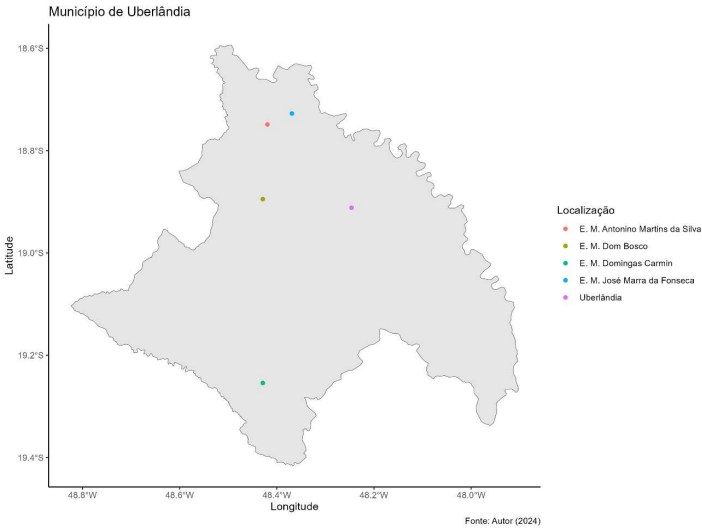 Município de Uberlândia
18.6°S
18.8°S
19.0°S
19.2°S
19.4°S
Latitude
48.8°W 48.6°W 48.4°W 48.2°W 48.0°W
Longitude
Localização
E. M. Antonino Martins da Silva
E. M. Dom Bosco
E. M. Domingas Carmin
E. M. José Marra da Fonseca
Uberlândia
Fonte: Autor (2024)